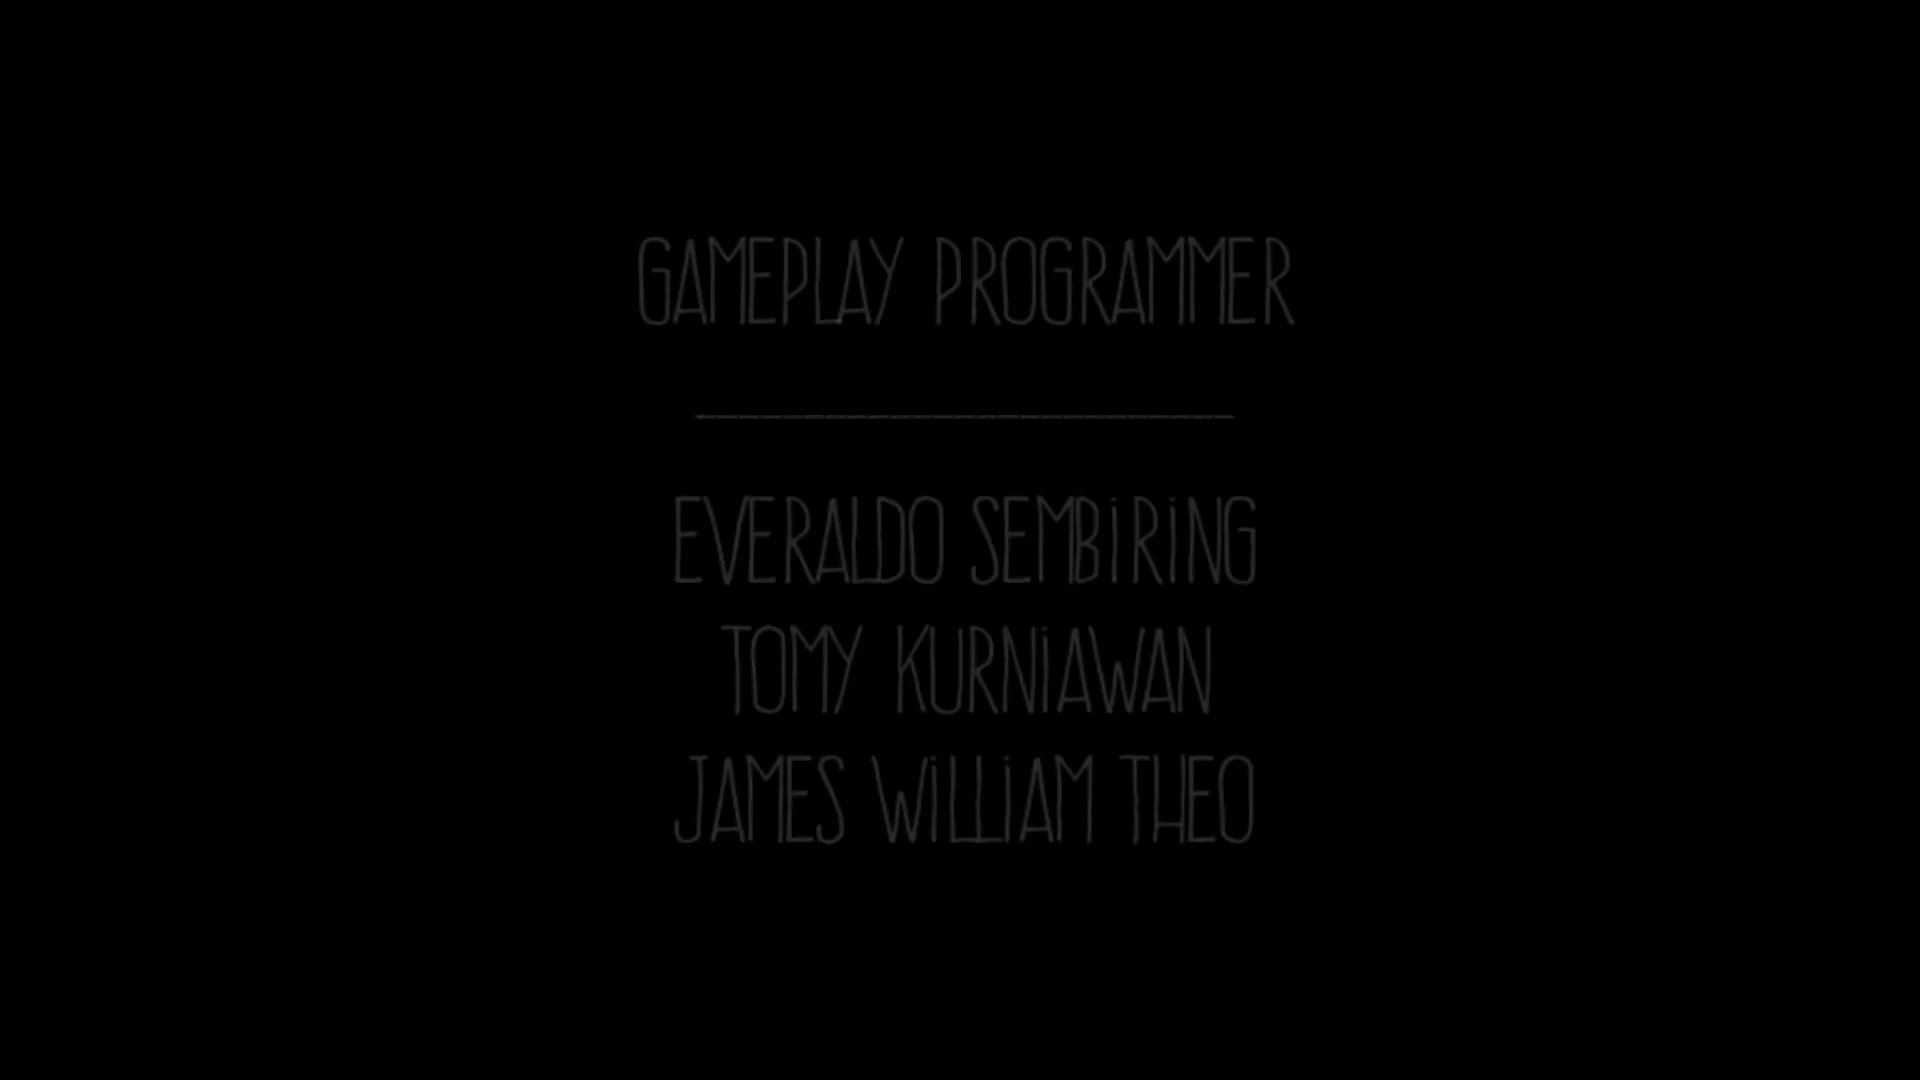 GAMEPLAY PROGRAMMER
EVERALDO SEMBIRING
TOMY KURNIAWAN
JAMES WILLIAM THEO